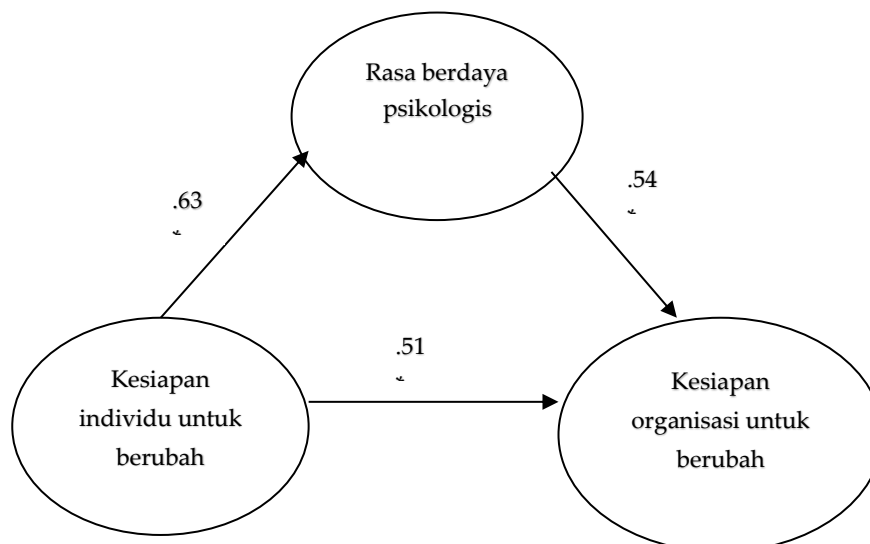 Rasa berdaya
psikologis
.54
.63
*
*
.51
*
Kesiapan
individu untuk
berubah
Kesiapan
organisasi untuk
berubah